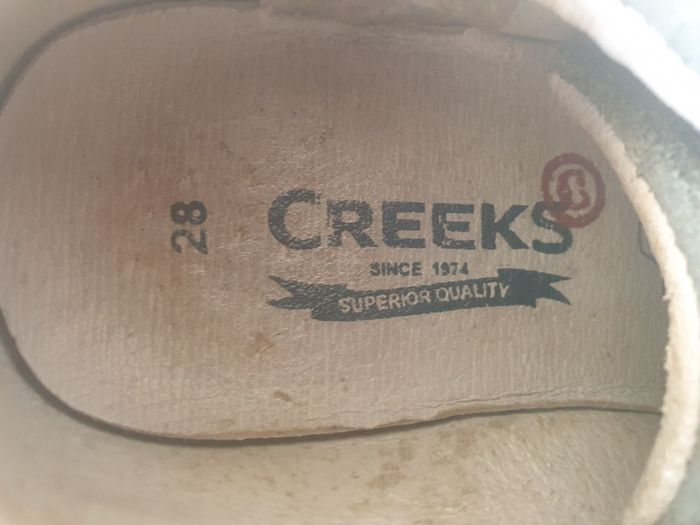 28
CREEKS
SINCE 1974
SUPERIOR QUALITY